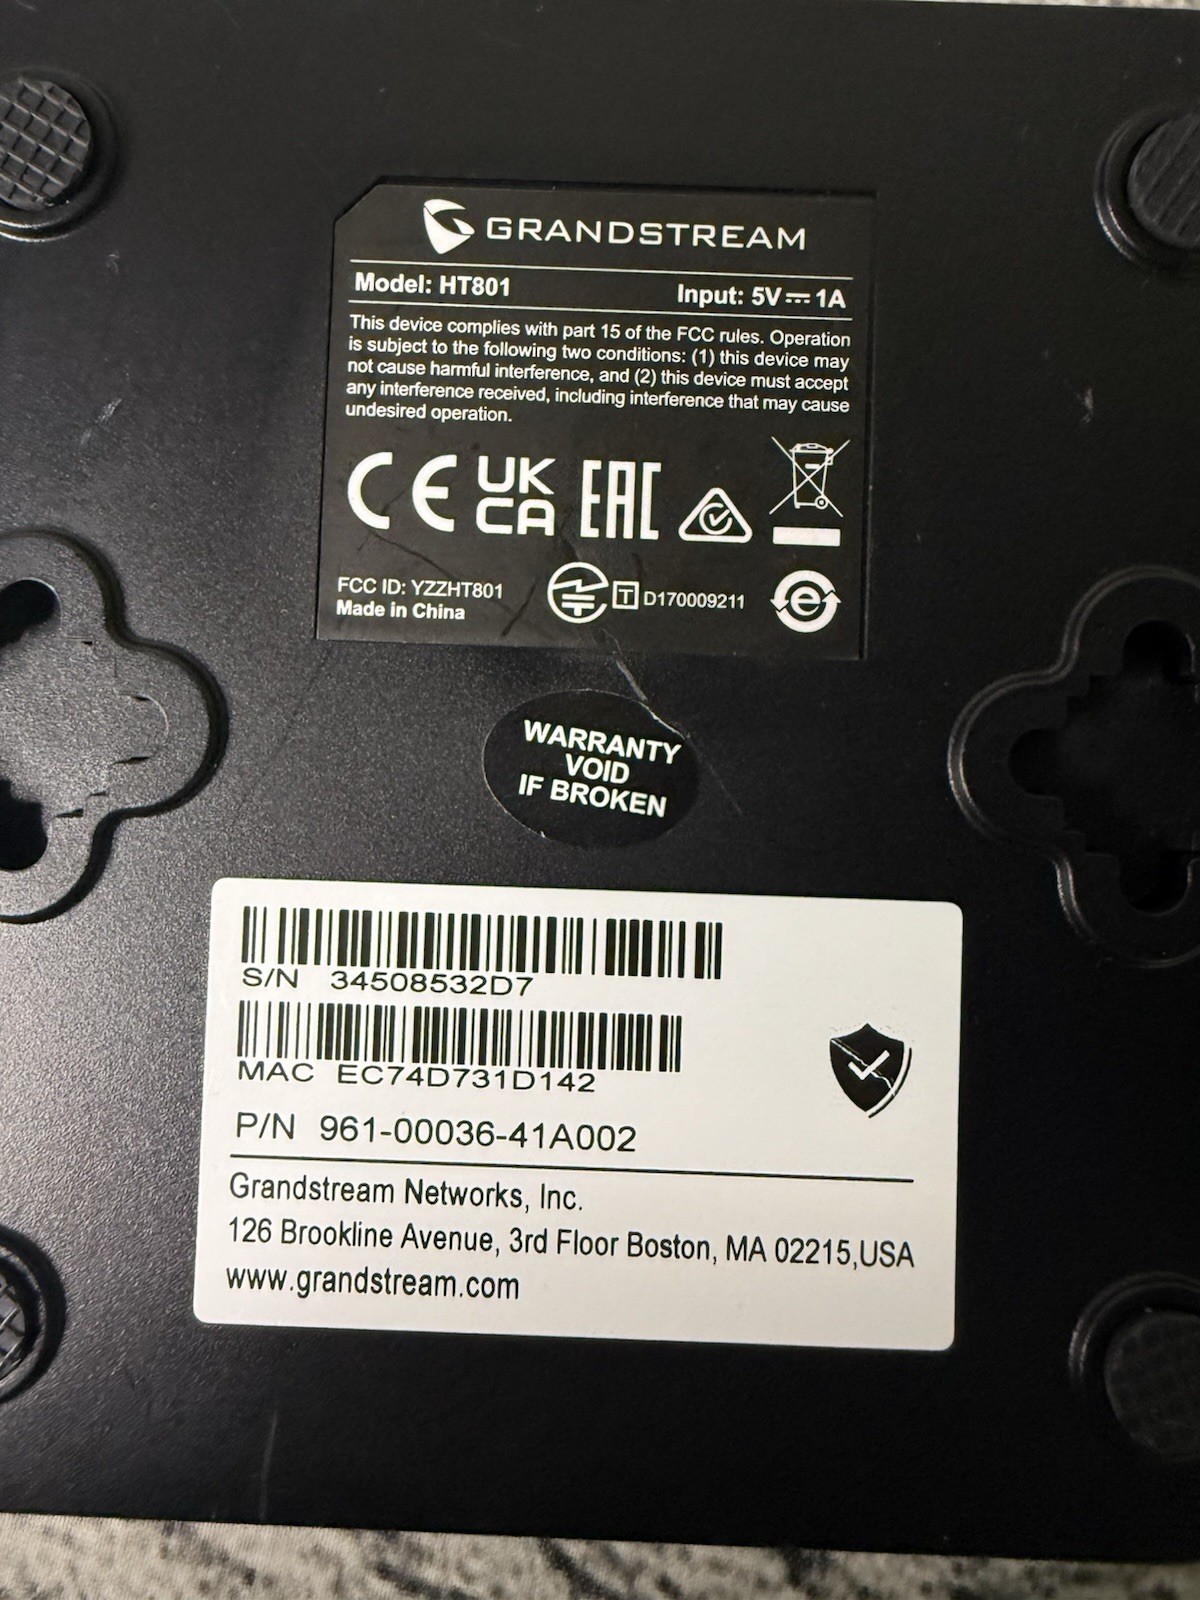 GRANDSTREAM
Model: HT801 Input: 5V⎓1A
This device complies with part 15 of the FCC rules. Operation
is subject to the following two conditions: (1) this device may
not cause harmful interference, and (2) this device must accept
any interference received, including interference that may cause
undesired operation.
CE UK CA EAC
FCC ID: YZZHT801
Made in China
T D170009211
e
WARRANTY
VOID
IF BROKEN
S/N 34508532D7
MAC EC74D731D142
P/N 961-00036-41A002
Grandstream Networks, Inc.
126 Brookline Avenue, 3rd Floor Boston, MA 02215,USA
www.grandstream.com